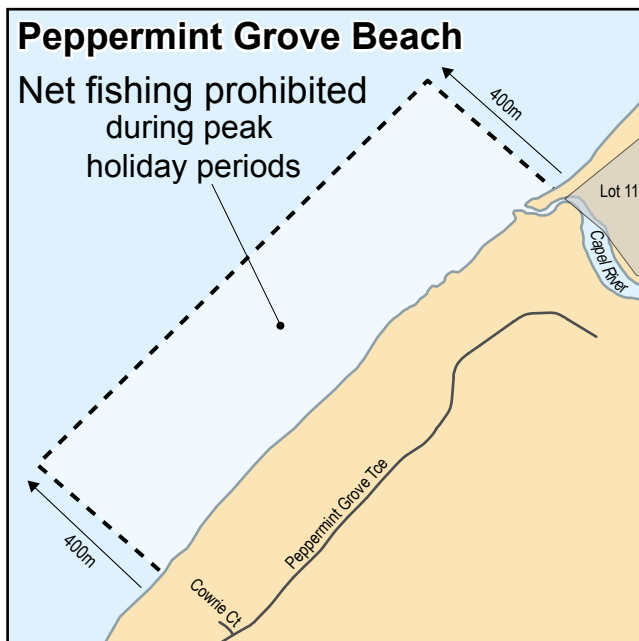 Peppermint Grove Beach
Net fishing prohibited
during peak
holiday periods
400m
Lot 11
Capel River
Peppermint Grove Tce
400m
Cowrie Ct